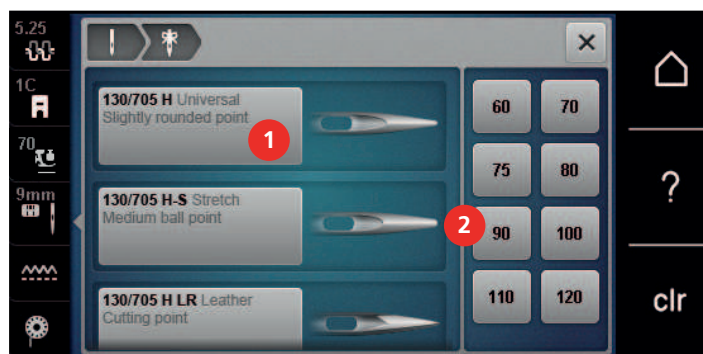 5.25
1C
70
9mm
130/705 H Universal
Slightly rounded point
1
130/705 H-S Stretch
Medium ball point
2
130/705 H LR Leather
Cutting point
60 70
75 80
90 100
110 120
?
clr